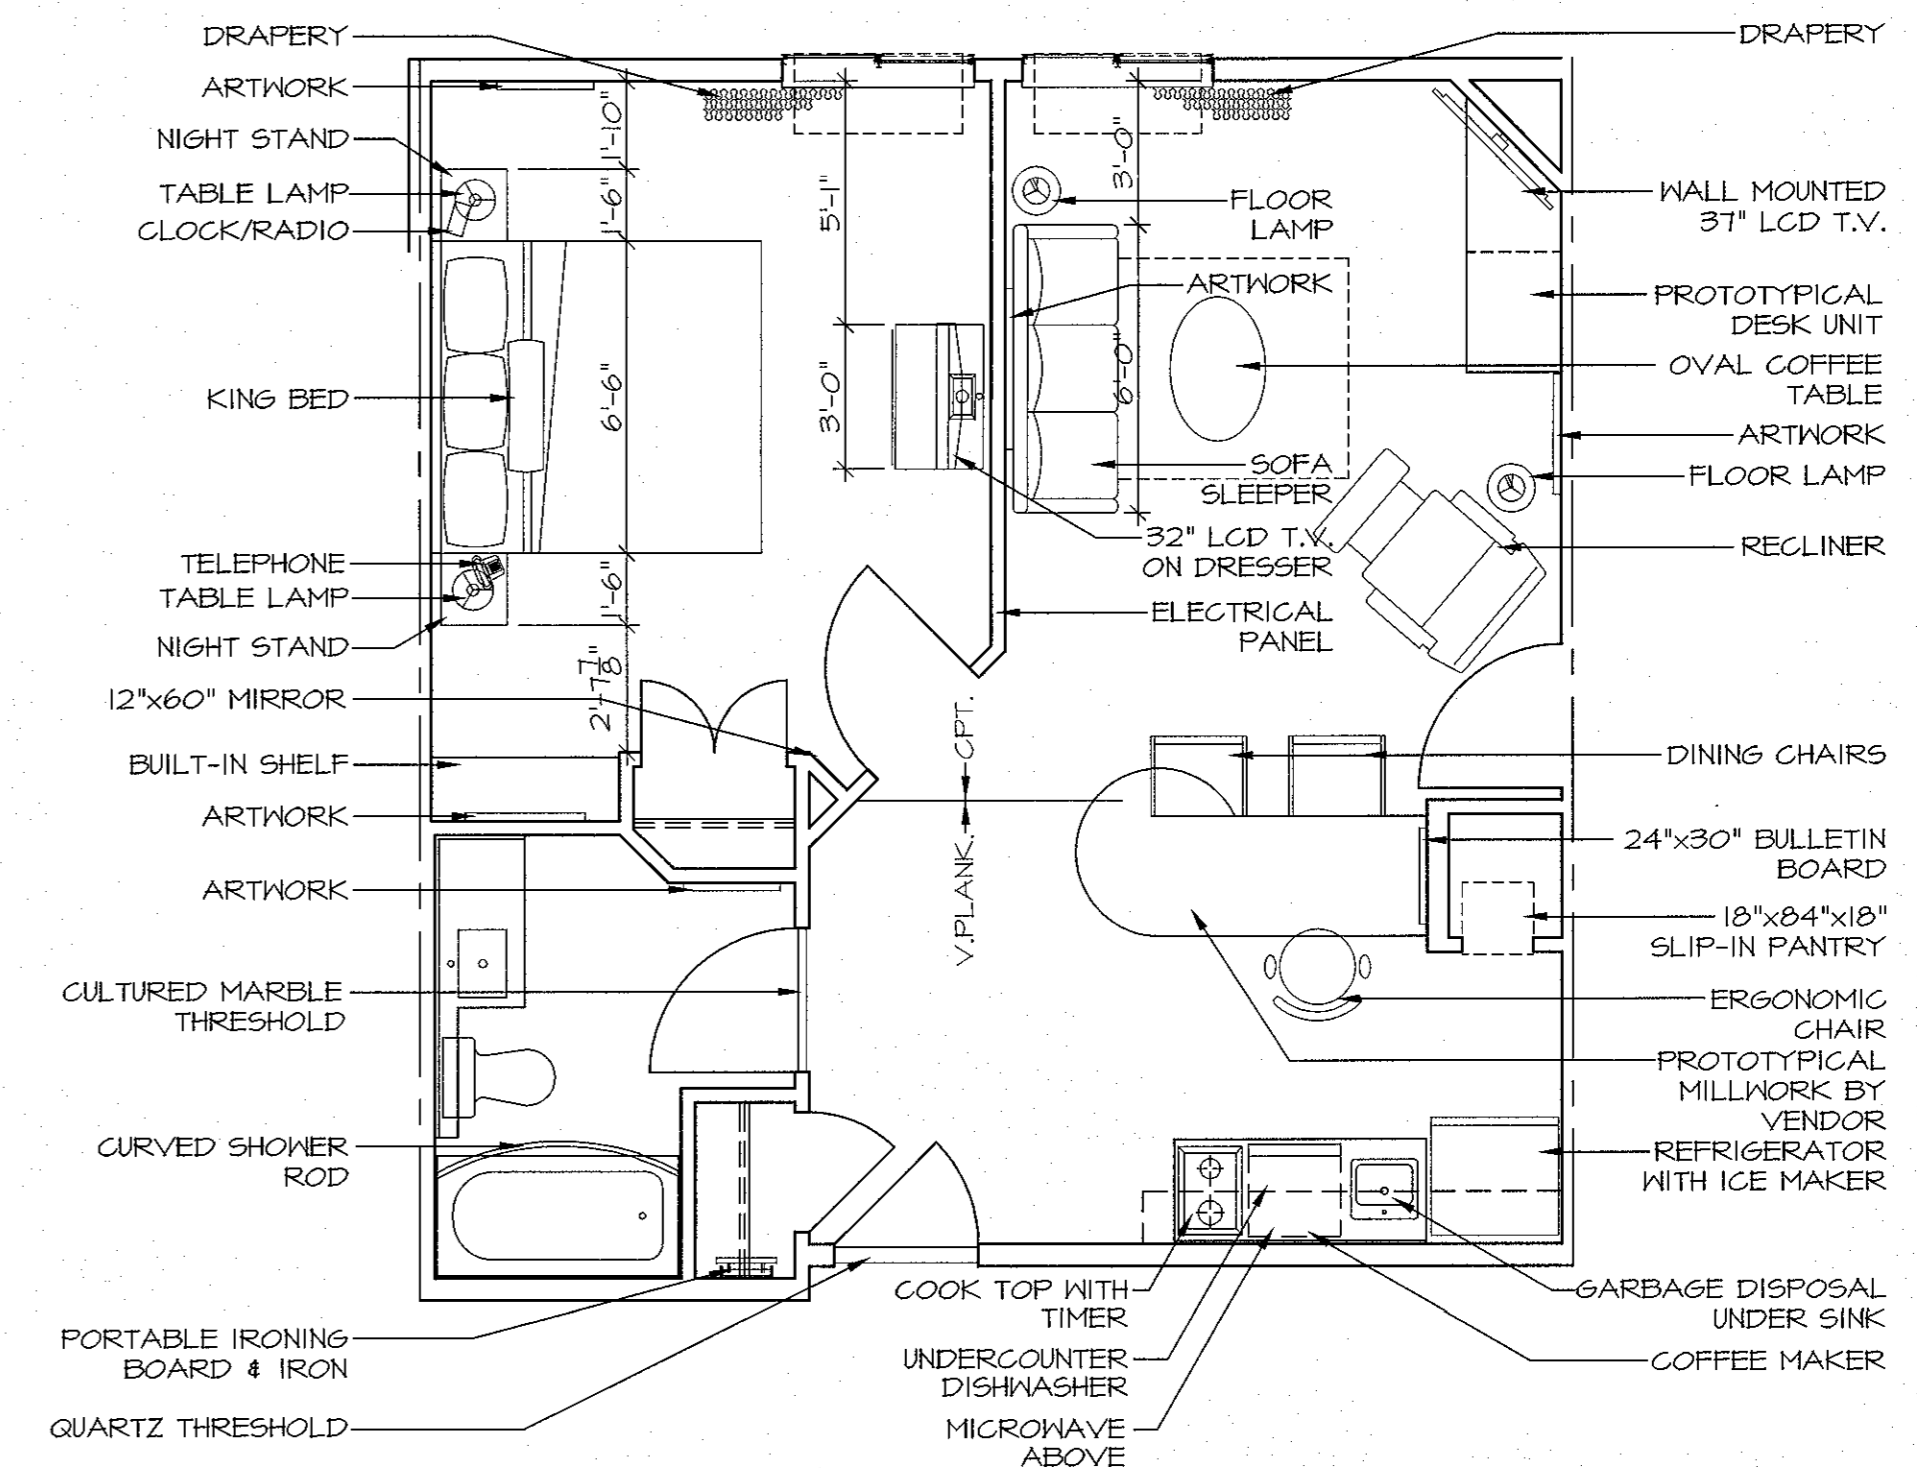 DRAPERY
ARTWORK
NIGHT STAND
TABLE LAMP
CLOCK/RADIO
KING BED
TELEPHONE
TABLE LAMP
NIGHT STAND
12"x60" MIRROR
BUILT-IN SHELF
ARTWORK
ARTWORK
CULTURED MARBLE
THRESHOLD
CURVED SHOWER
ROD
PORTABLE IRONING
BOARD & IRON
QUARTZ THRESHOLD
1'-10"
1'-6"
6'-6"
1'-6"
2'-7 7/8"
5'-1"
3'-0"
3'-0"
6'-0"
FLOOR
LAMP
ARTWORK
SOFA
SLEEPER
32" LCD T.V.
ON DRESSER
ELECTRICAL
PANEL
CPT.
V.PLANK.
COOK TOP WITH
TIMER
UNDERCOUNTER
DISHWASHER
MICROWAVE
ABOVE
DRAPERY
WALL MOUNTED
37" LCD T.V.
PROTOTYPICAL
DESK UNIT
OVAL COFFEE
TABLE
ARTWORK
FLOOR LAMP
RECLINER
DINING CHAIRS
24"x30" BULLETIN
BOARD
18"x84"x18"
SLIP-IN PANTRY
ERGONOMIC
CHAIR
PROTOTYPICAL
MILLWORK BY
VENDOR
REFRIGERATOR
WITH ICE MAKER
GARBAGE DISPOSAL
UNDER SINK
COFFEE MAKER